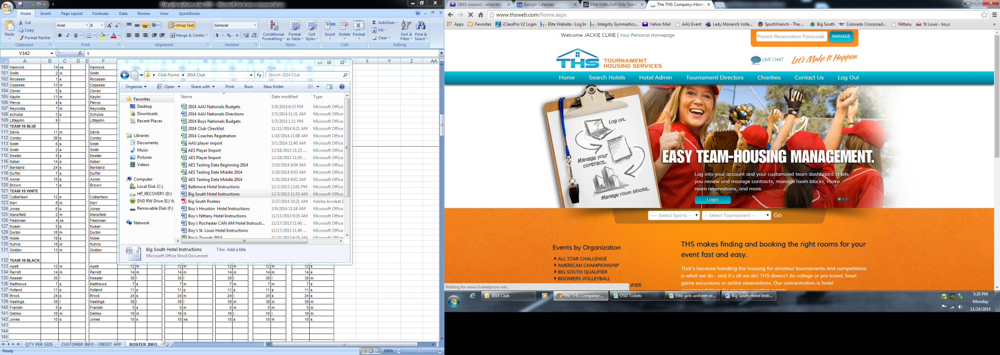 Elite girls uniform order 2015 - Microsoft Excel non-commercial use
Home Insert Page Layout Formulas Data Review View QuickBooks
Paste
Cut
Copy
Format Painter
Clipboard
Arial 8
B I U
Font
Wrap Text
Merge & Center
Alignment
General
$ % ,
Number
Conditional Formatting
Format as Table
Cell Styles
Styles
Insert Delete Format
Cells
AutoSum
Fill
Clear
Sort & Filter
Find & Select
Editing
V142 fx s
A B C D E F X Y Z AA
100 Hamrock 14 xs Hamrock
101 Smith 2 m Smith
102 Rocassin 1 s Rocassin
103 Coppess 13 m Coppess
104 Cloran 5 s Cloran
105 Kaylor 11 m Kaylor
106 Pierce 4 s Pierce
107 Reynolds 7 m Reynolds
108 schulze 3 s Schulze
109 Littlejohn 9 l Littlejohn
110 TEAM 15 BLUE
111 Davis 11 m Davis
112 Conley 26 s Conley
113 Smith 6 s Smith
114 Smith 2 s Smith
115 Moeller 5 s Moeller
116 Keber 14 s Keber
117 Berkland 24 s Berkland
118 Duffer 7 s Duffer
119 Axner 10 s Axner
120 Brown 1 s Brown
121 TEAM 15 WHITE
122 Culbertson 12 s Culbertson
123 Kerr 8 m Kerr
124 Jones 6 s Jones
125 Mansfield 2 m Mansfield
126 Fleshman 4 xs Fleshman
127 Kusan 5 s Kusan
128 Durbin 16 m Durbin
129 Noble 19 s Noble
130 Kuhns 18 xl Kuhns
131 Golden 13 m Golden
132 TEAM 16 BLACK
133 Apelt 12 m Apelt 12 m 12 m 12 m 12 m 12 s
134 Parrott 14 m Parrott 14 m 14 m 14 m 14 m 14 m
135 Kessler 30 l Kessler 30 l 30 l 30 l 30 l 30 l
136 Matthews 7 s Matthews 7 s 7 m 7 m 7 m 7 s
137 Holland 11 s Holland 11 s 11 s 11 s 11 s 11 s
138 Brock 24 s Brock 24 s 24 m 24 l 24 s 24 s
139 Hastings 38 l Hastings 38 l 38 l 38 xl 38 xl 38 m
140 Franklin 5 s Franklin 5 s 5 m 5 m 5 m 5 m
141 DeMeo 16 m DeMeo 16 m 16 m 16 l 16 l 16 m
142 Jones 10 s Jones 10 s 10 xs 10 s 10 m 10 s
143
144
145
QTY PER SIZE CUSTOMER INFO - CREDIT APP ROSTER INFO
Ready 100%
Club Forms 2014 Club
Search 2014 Club
Organize Open Share with Print Burn New folder
Favorites
Desktop
Downloads
Recent Places
Libraries
Documents
Music
Pictures
Videos
Computer
Local Disk (C:)
HP_RECOVERY (D:)
DVD RW Drive (E:) W
Removable Disk (F:)
Network
Name Date modified Type
2014 AAU Nationals Budgets 5/9/2014 6:33 PM Microsoft Office
2014 AAU Nationals Directions 3/5/2014 11:31 AM Microsoft Office
2014 Boys Nationals Budgets 5/5/2014 1:11 PM Microsoft Office
2014 Club Checklist 11/11/2014 8:21 AM Microsoft Office
2014 Coaches Registration 1/10/2014 11:08 AM Microsoft Office
AAU player import 5/1/2014 11:40 AM Microsoft Office
AES Player Import 12/18/2013 11:23 ... Microsoft Office
AES Player Import 12/18/2013 11:05 ... Microsoft Office
AES Testing Data Beginning 2014 3/19/2014 9:04 AM Microsoft Office
AES Testing Date Middle 2014 3/20/2014 9:03 AM Microsoft Office
AES Testing Date Middle 2014 3/20/2014 9:02 AM Microsoft Office
Baltimore Hotel Instructions 12/3/2013 12:01 PM Microsoft Office
Big South Hotel Instructions 12/3/2013 11:53 AM Microsoft Office
Big South Rosters 3/27/2014 10:21 AM Adobe Acrobat D
Boy's Houston Hotel Instructions 3/6/2014 11:18 AM Microsoft Office
Boy's Nittany Hotel Instructions 11/13/2013 9:35 AM Microsoft Office
Boy's Rochester CAN AM Hotel Instructi... 11/17/2013 11:40 ... Microsoft Office
Boy's St. Louis Hotel Instructions 11/17/2013 11:40 ... Microsoft Office
Boy's Tryouts 2014 11/21/2013 9:35 AM Microsoft Office
Big South Hotel Instructions Title: Add a title
Microsoft Office Word Document
(2845 unread) - elitevbtc Google Calendar Elite Volleyball Girls Team The THS Company::Home
www.thsweb.com/home.aspx
Apps Favorites iClassPro V2 Login Elite Website › Log In Integrity Gymnastics... Yahoo Mail AAU Event Lady Monarch Volle... SportWrench - The ... Big South Colorado Crossroad... Nittany St Louis - boys »
Welcome JACKIE CLINE | Your Personal Homepage
Parent Reservation Passcode MANAGE
THS TOURNAMENT
HOUSING SERVICES
LIVE CHAT Let's Make It Happen
Home Search Hotels Hotel Admin Tournament Directors Charities Contact Us Log Out
Log on...
Manage your contract...
Manage room blocks...
EASY TEAM-HOUSING MANAGEMENT.
Log into your account and your customized team dashboard. It lets
you review and manage contracts, manage room blocks, make
room reservations, and more.
Login
---- Select Sports -- -- Select Tournament -- Go
Events by Organization
ALL STAR CHALLENGE
AMERICAN CHAMPIONSHIP
BIG SOUTH QUALIFIER
BOOMERS VOLLEYBALL
LIFIER
THS makes finding and booking the right rooms for your
event fast and easy.
That's because handling the housing for amateur tournaments and competitions
is what we do - and it's all we do! THS doesn't do college or pro travel, bowl
game excursions or airline reservations. Our concentration is hotel
accommodations for amateur sporting events.
Waiting for www.livehelpnow.net...
2014 Club The THS Company::... OSU Tickets Elite girls uniform or... Big South Hotel Instr...
5:20 PM
Monday
11/24/2014